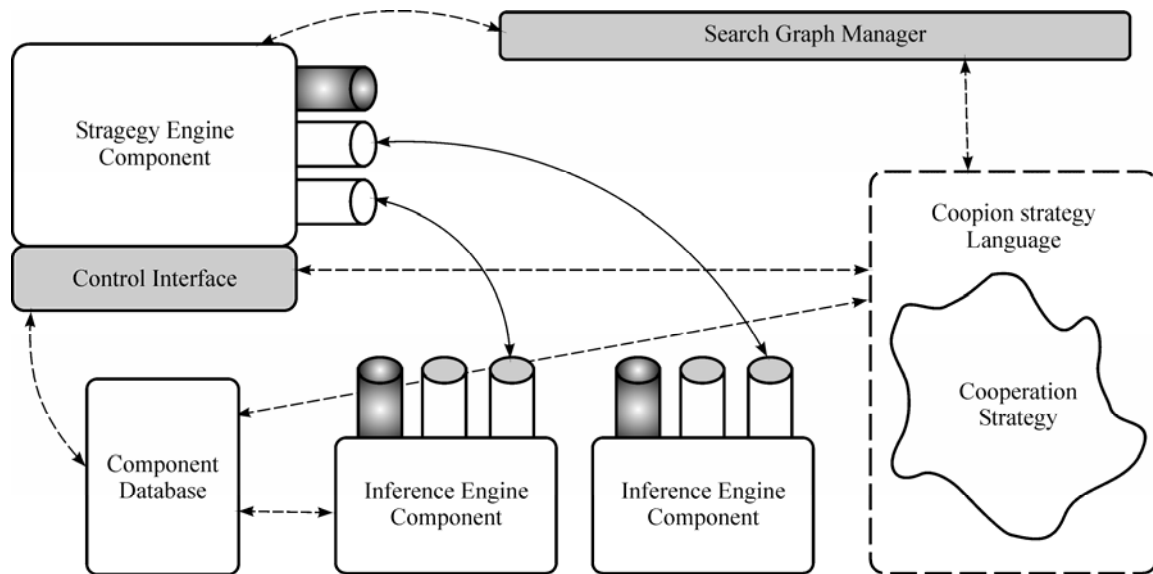 Search Graph Manager
Stragegy Engine
Component
Coopion strategy
Language
Control Interface
Cooperation
Strategy
Component
Database
Inference Engine
Component
Inference Engine
Component